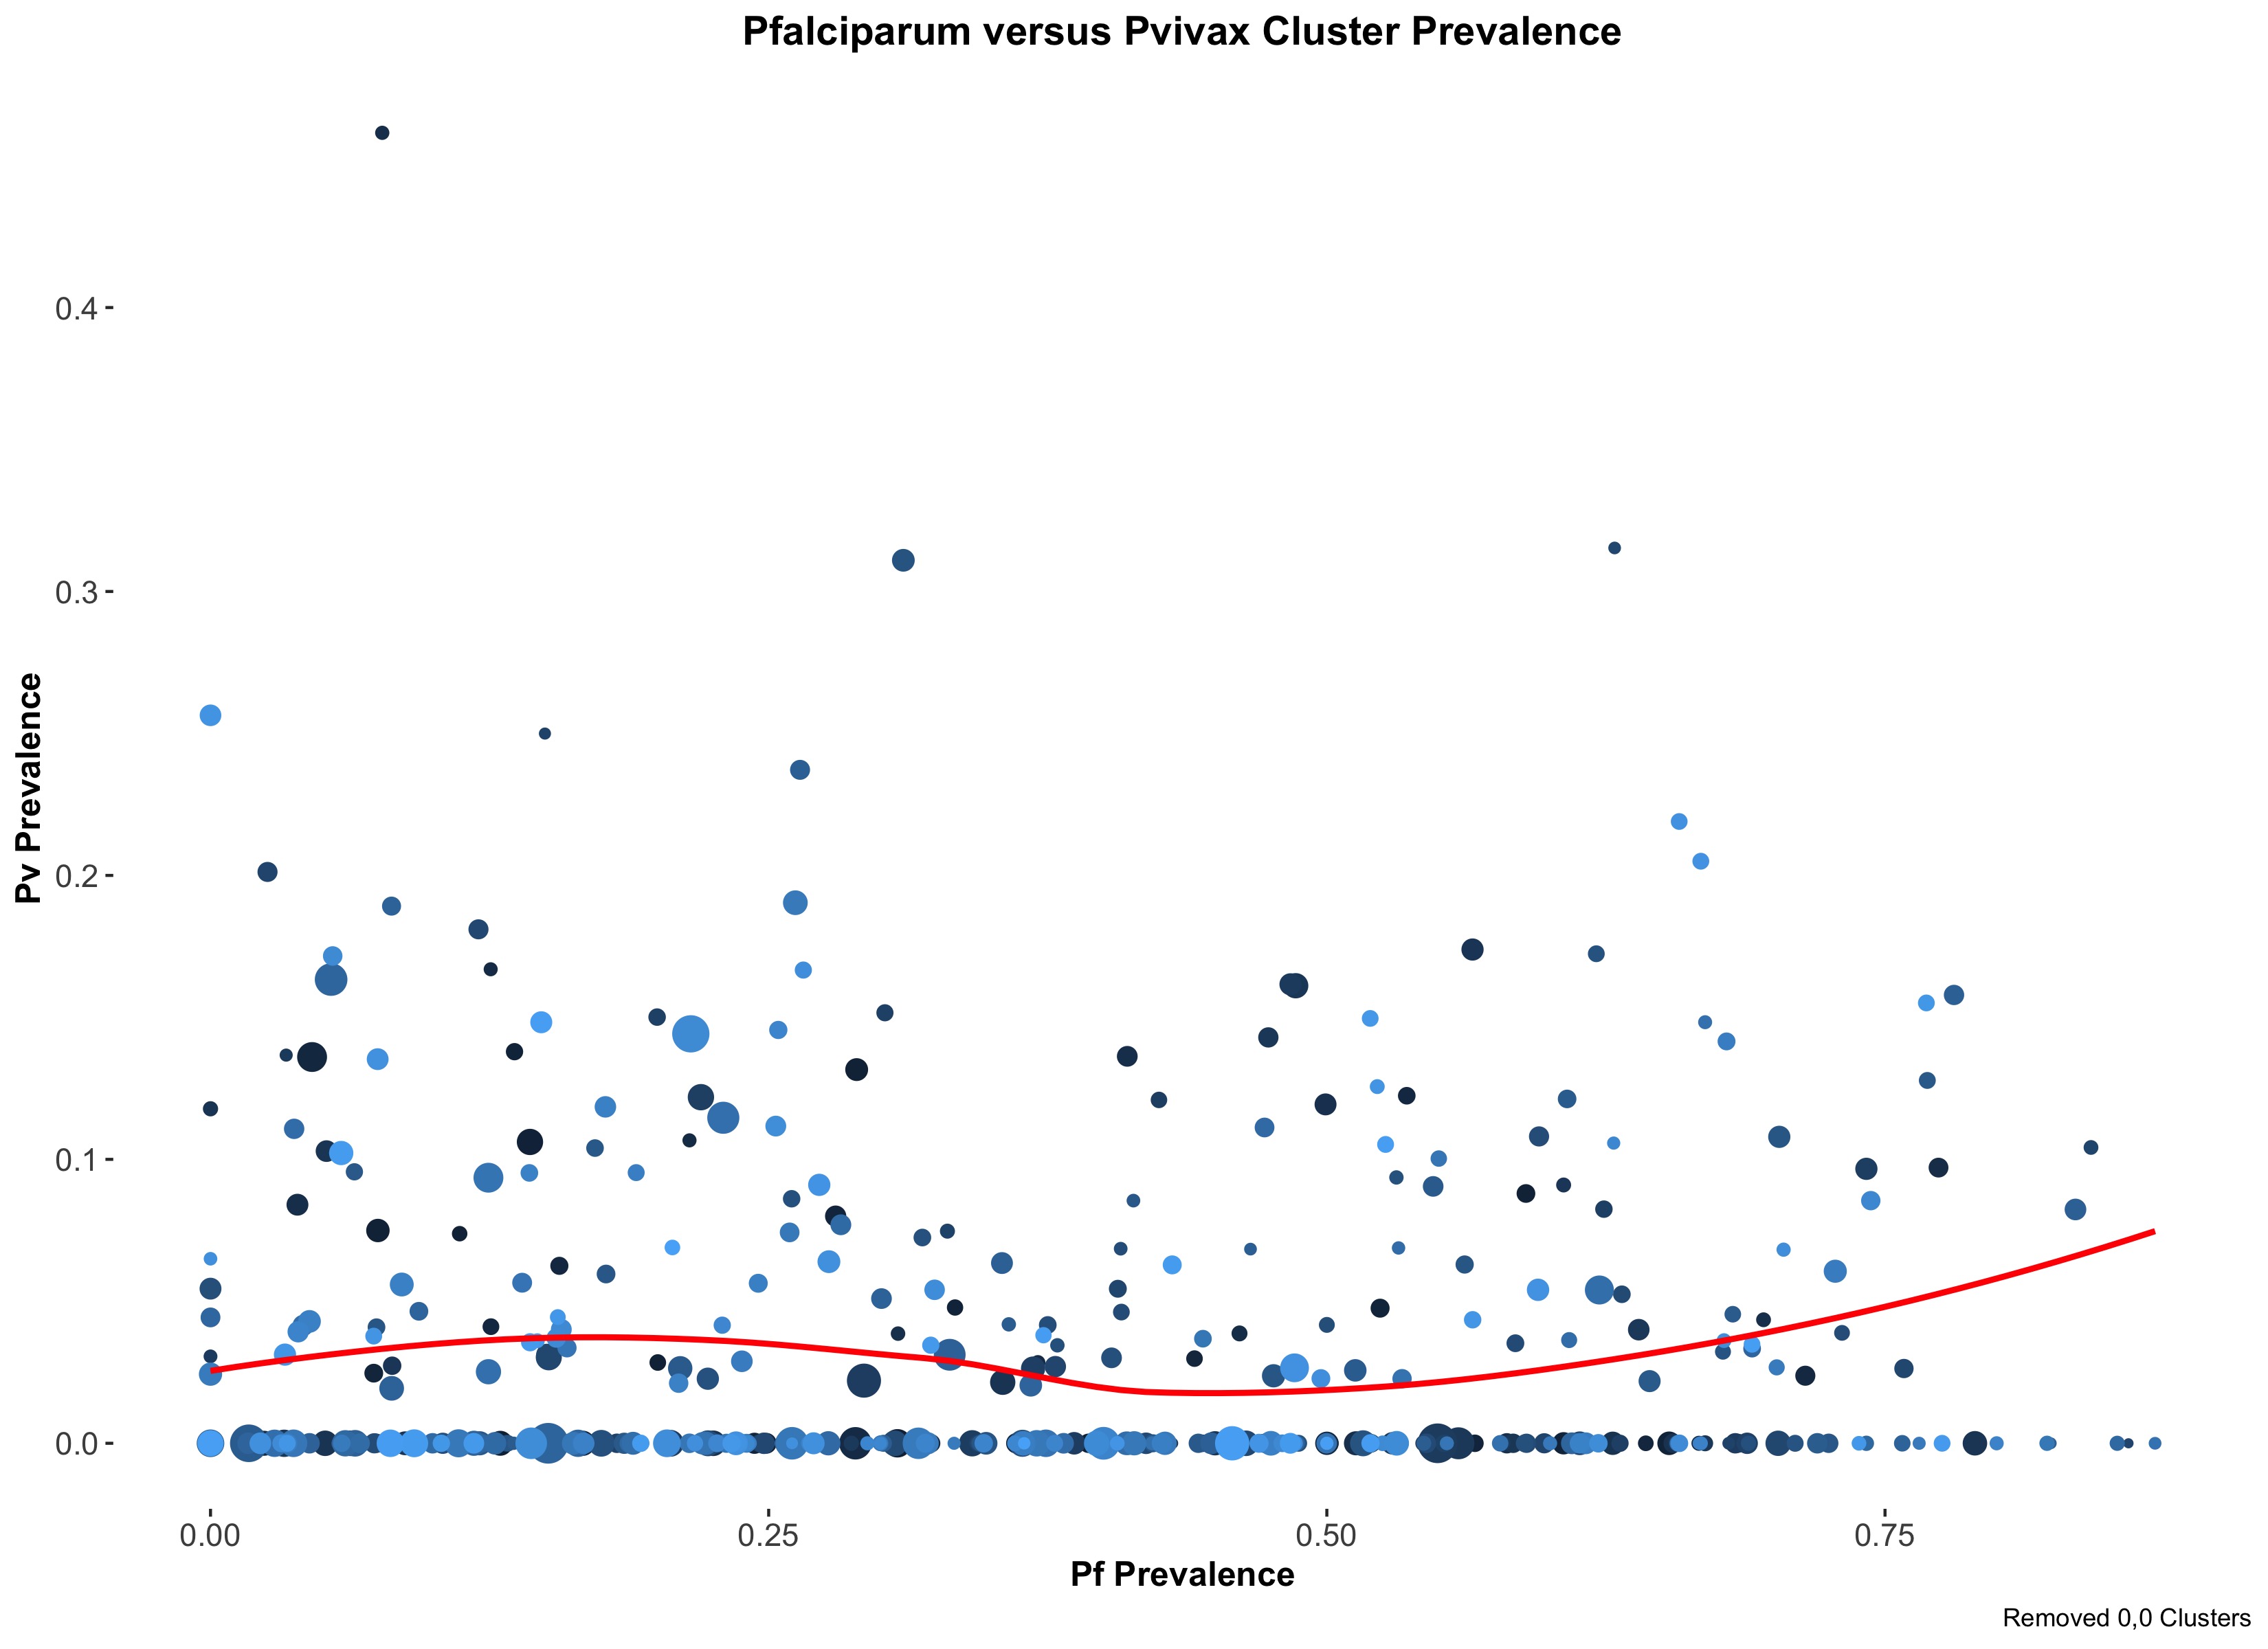 Pfalciparum versus Pvivax Cluster Prevalence
0.4
0.3
0.2
0.1
0.0
Pv Prevalence
0.00 0.25 0.50 0.75
Pf Prevalence
Removed 0,0 Clusters